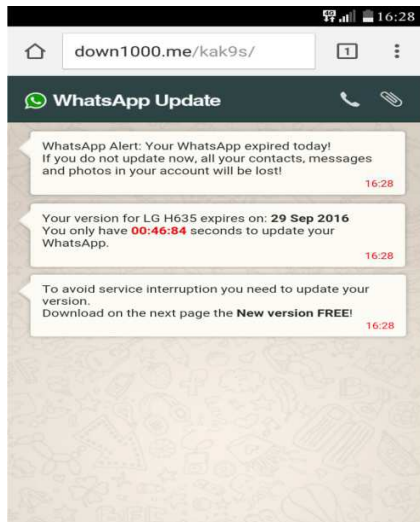 4G 16:28
down1000.me/kak9s/ 1
WhatsApp Update
WhatsApp Alert: Your WhatsApp expired today!
If you do not update now, all your contacts, messages
and photos in your account will be lost!
16:28
Your version for LG H635 expires on: 29 Sep 2016
You only have 00:46:84 seconds to update your
WhatsApp.
16:28
To avoid service interruption you need to update your
version.
Download on the next page the New version FREE!
16:28